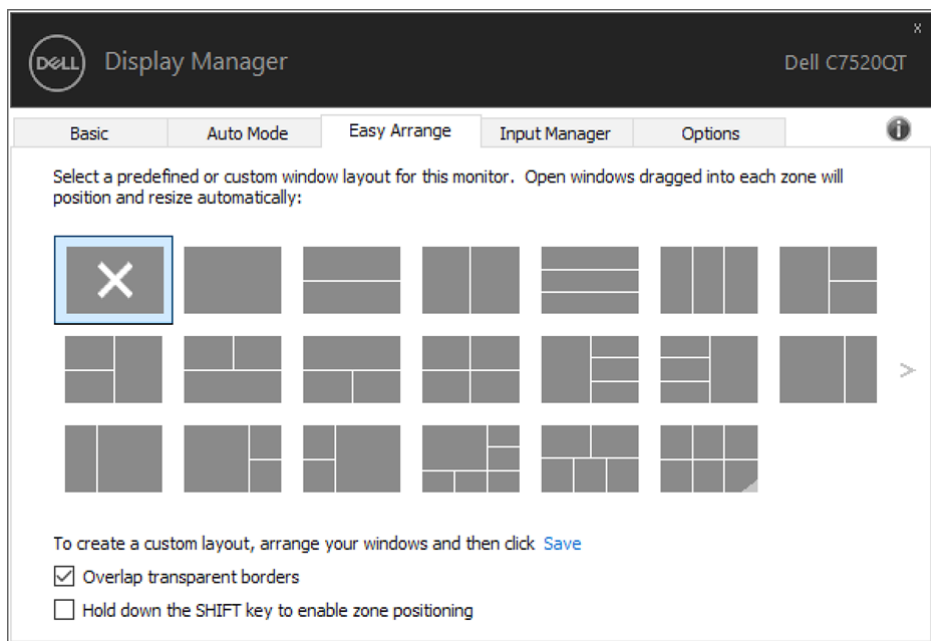 x
DELL
Display Manager
Dell C7520QT
Basic
Auto Mode
Easy Arrange
Input Manager
Options
i
Select a predefined or custom window layout for this monitor. Open windows dragged into each zone will
position and resize automatically:
>
To create a custom layout, arrange your windows and then click Save
Overlap transparent borders
Hold down the SHIFT key to enable zone positioning